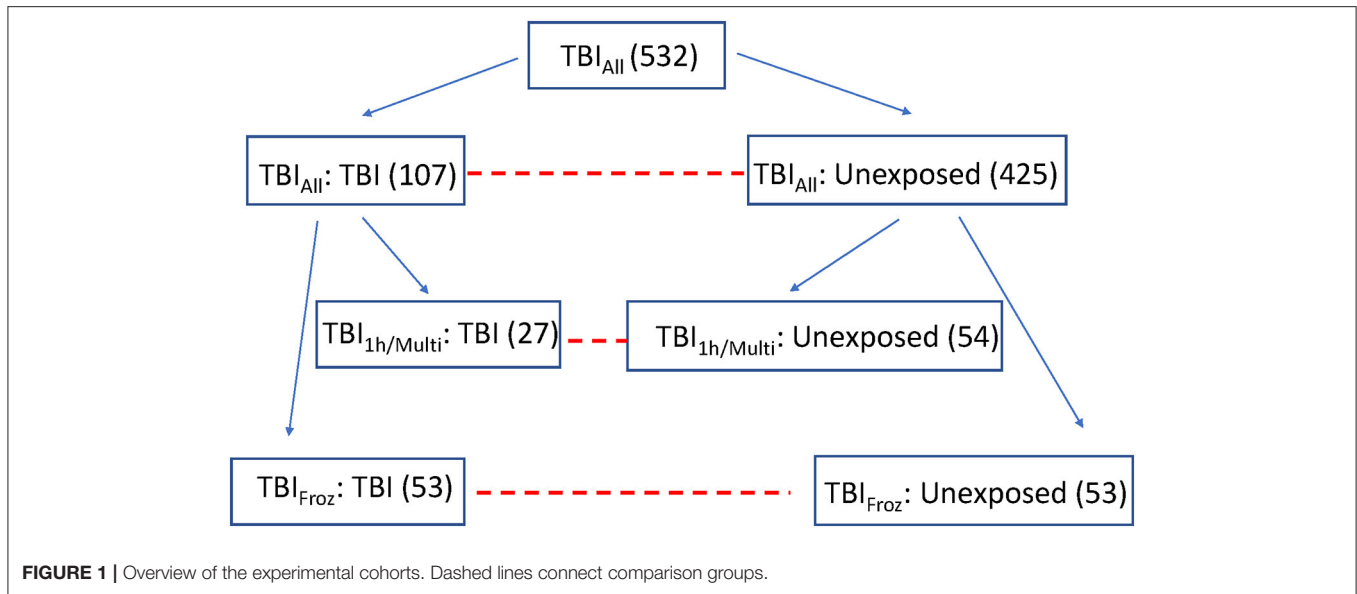 TBIAll (532)
TBIAll: TBI (107)
TBIAll: Unexposed (425)
TBI1h/Multi: TBI (27)
TBI1h/Multi: Unexposed (54)
TBIFroz: TBI (53)
TBIFroz: Unexposed (53)
FIGURE 1 | Overview of the experimental cohorts. Dashed lines connect comparison groups.